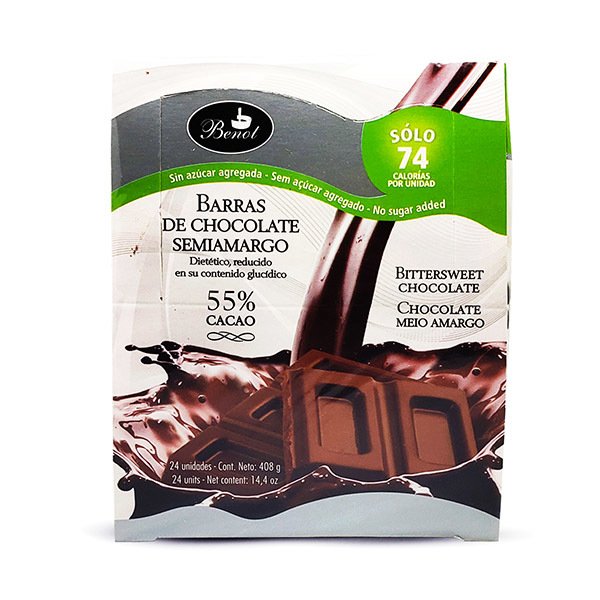 Benot
SÓLO
74
CALORÍAS
POR UNIDAD
Sin azúcar agregada - Sem açúcar agregado - No sugar added
BARRAS
DE CHOCOLATE
SEMIAMARGO
Dietético, reducido
en su contenido glucídico
55%
CACAO
BITTERSWEET
CHOCOLATE
CHOCOLATE
MEIO AMARGO
24 unidades - Cont. Neto: 408 g
24 units - Net content: 14,4 oz